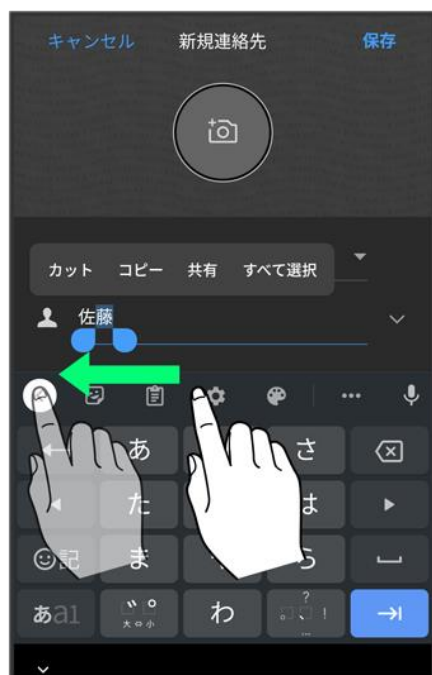 キャンセル 新規連絡先 保存
カット コピー 共有 すべて選択
佐藤
あ さ
た は
記 ま ら
あa1 大⇔小 わ 。、?!…